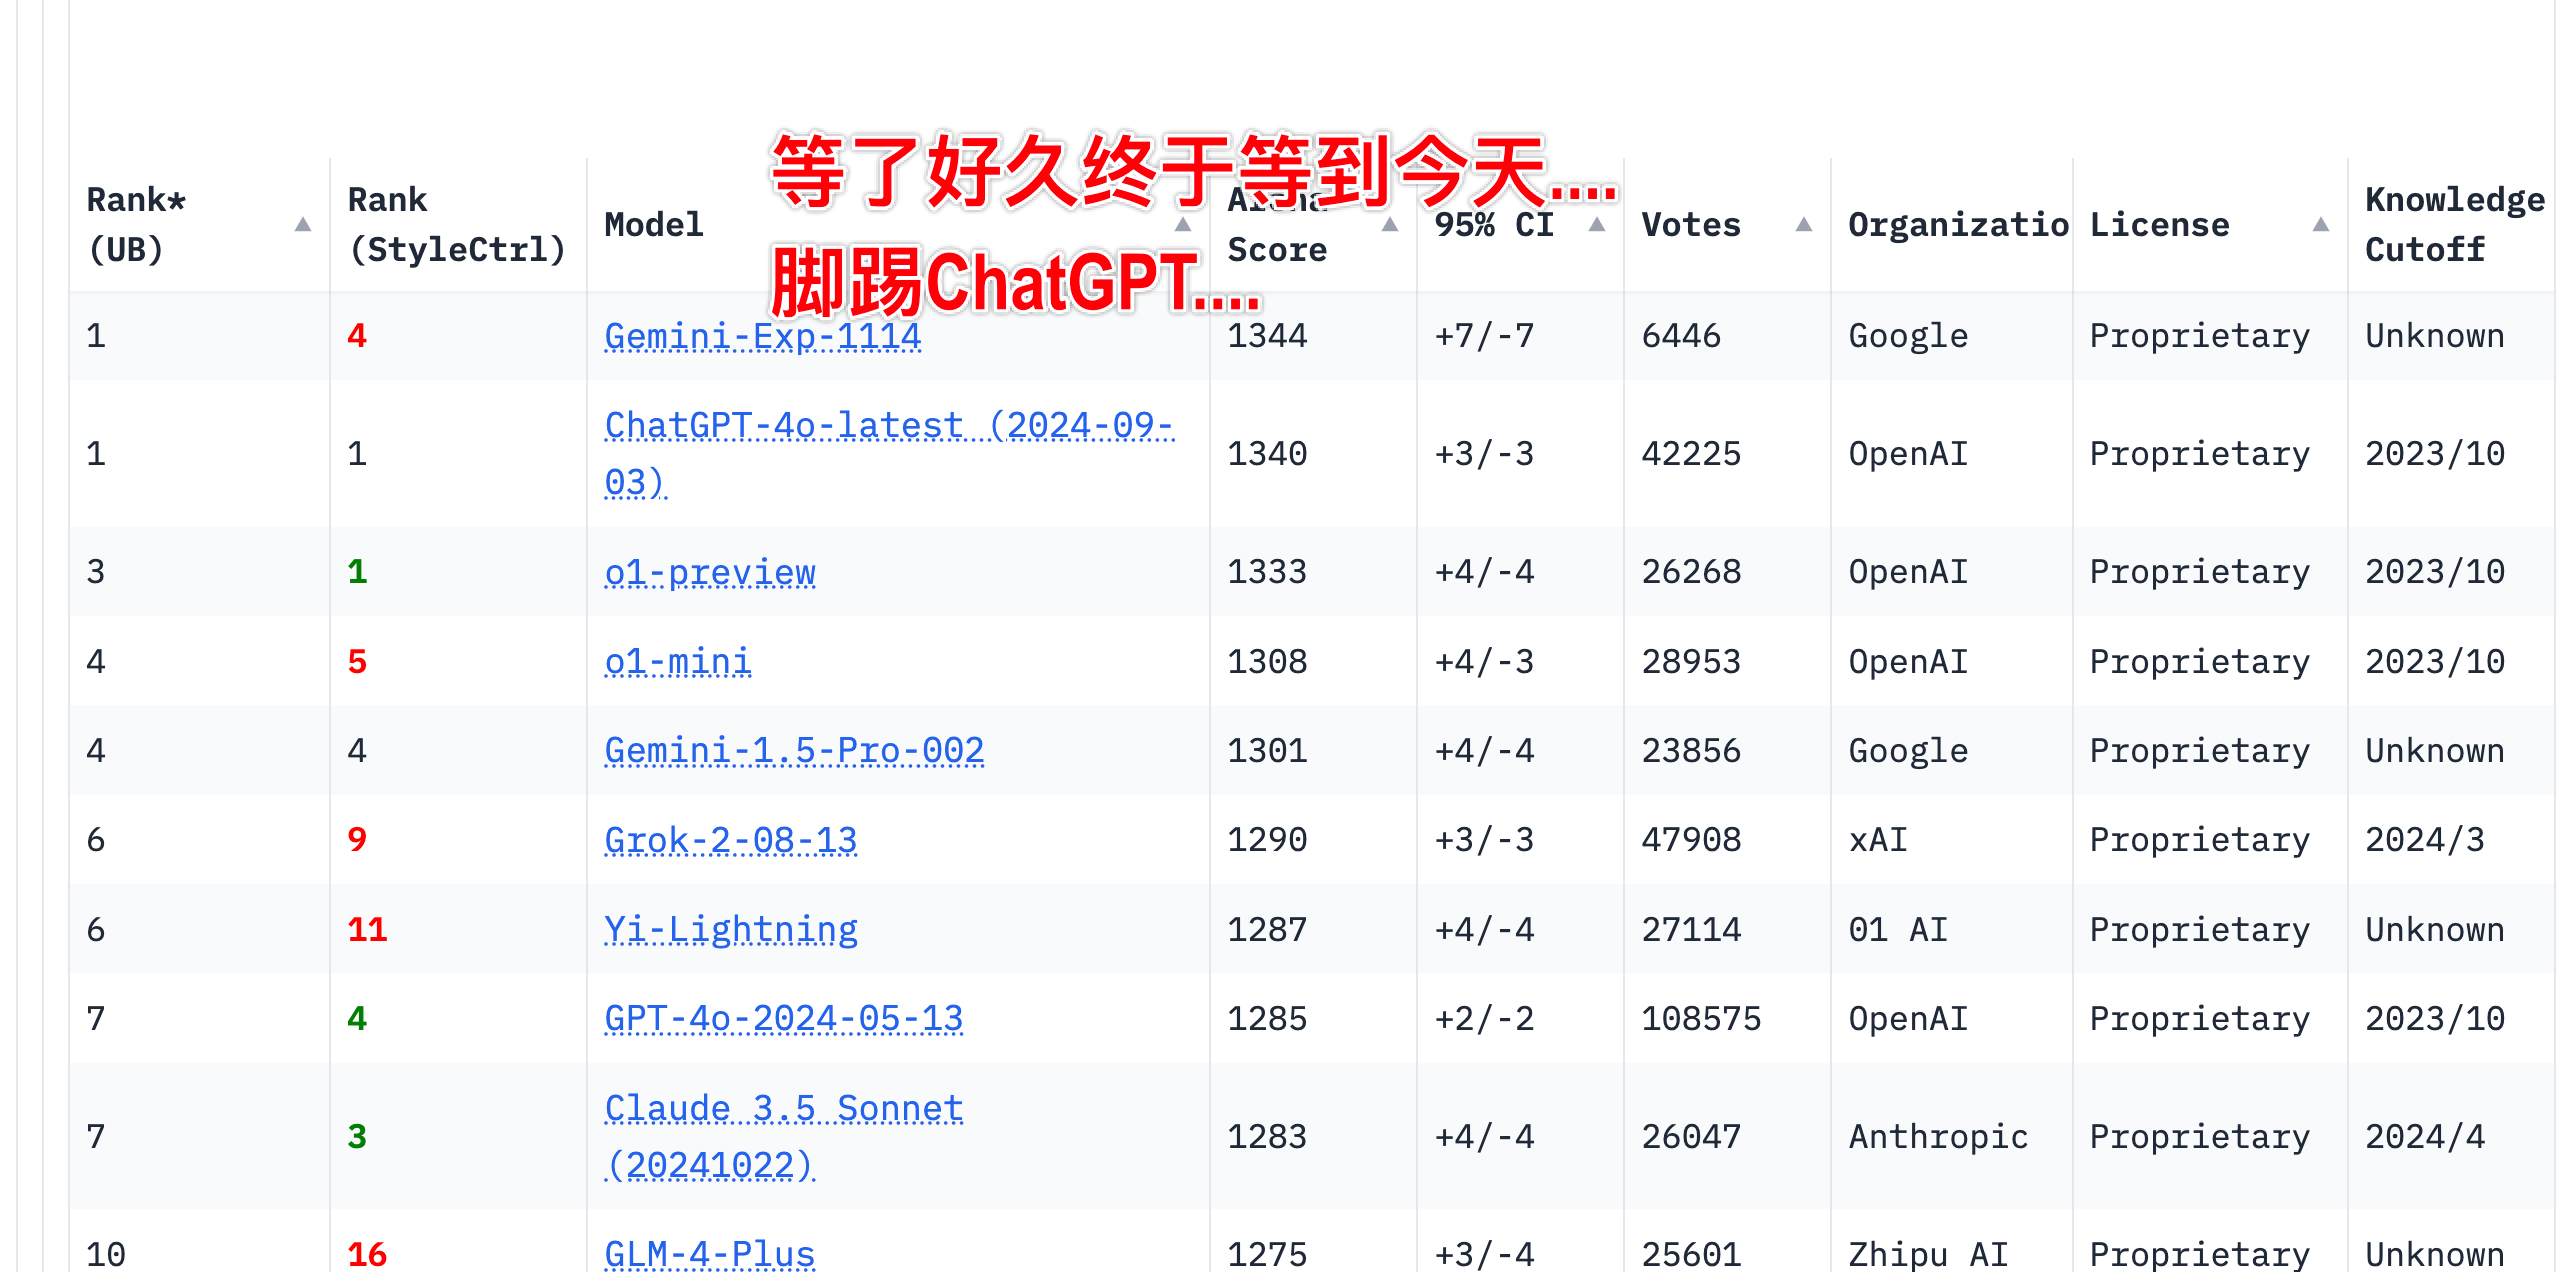 等了好久终于等到今天....
脚踢ChatGPT....
Rank* (UB) Rank (StyleCtrl) Model Arena Score 95% CI Votes Organizatio License Knowledge Cutoff
1 4 Gemini-Exp-1114 1344 +7/-7 6446 Google Proprietary Unknown
1 1 ChatGPT-4o-latest (2024-09-03) 1340 +3/-3 42225 OpenAI Proprietary 2023/10
3 1 o1-preview 1333 +4/-4 26268 OpenAI Proprietary 2023/10
4 5 o1-mini 1308 +4/-3 28953 OpenAI Proprietary 2023/10
4 4 Gemini-1.5-Pro-002 1301 +4/-4 23856 Google Proprietary Unknown
6 9 Grok-2-08-13 1290 +3/-3 47908 xAI Proprietary 2024/3
6 11 Yi-Lightning 1287 +4/-4 27114 01 AI Proprietary Unknown
7 4 GPT-4o-2024-05-13 1285 +2/-2 108575 OpenAI Proprietary 2023/10
7 3 Claude 3.5 Sonnet (20241022) 1283 +4/-4 26047 Anthropic Proprietary 2024/4
10 16 GLM-4-Plus 1275 +3/-4 25601 Zhipu AI Proprietary Unknown